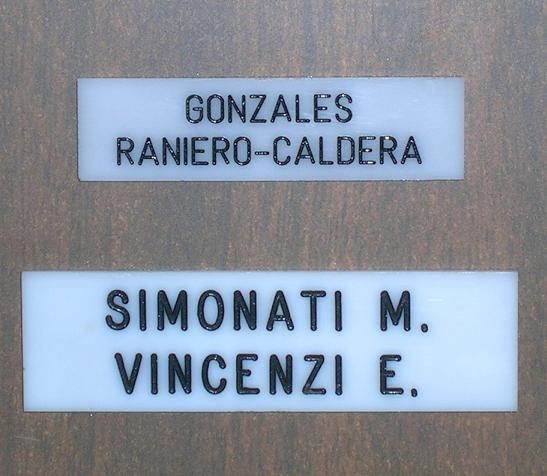 GONZALES
RANIERO-CALDERA
SIMONATI M.
VINCENZI E.